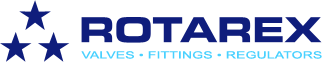 ROTAREX
VALVES • FITTINGS • REGULATORS